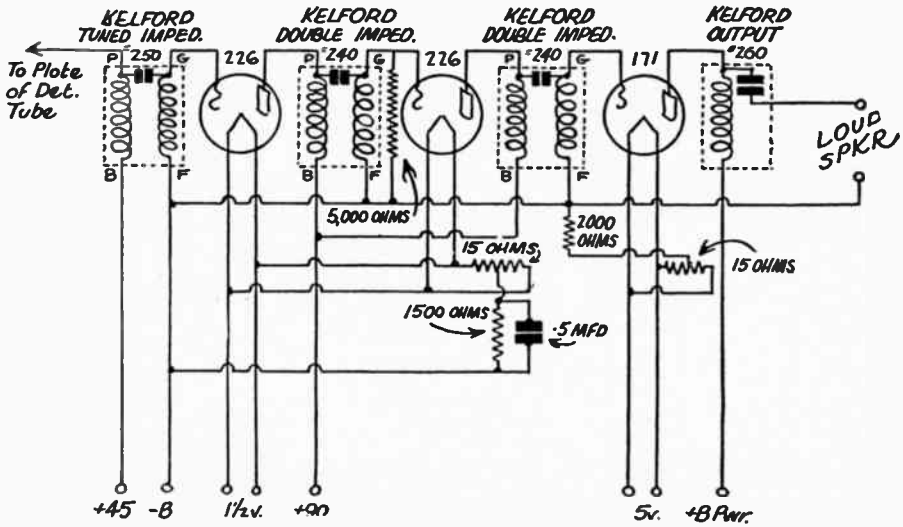 KELFORD
TUNED IMPED.
250
KELFORD
DOUBLE IMPED.
240
KELFORD
DOUBLE IMPED.
240
KELFORD
OUTPUT
#260
P
G
226
P
G
226
P
G
171
To Plate
of Det.
Tube
LOUD
SPKR
B
F
B
F
B
F
5,000 OHMS
2000
OHMS
15 OHMS
15 OHMS
1500 OHMS
.5 MFD
+45
-B
1½v.
+90
5v.
+B Pwr.